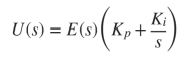 U(s) = E(s)(K_p + K_i/s)